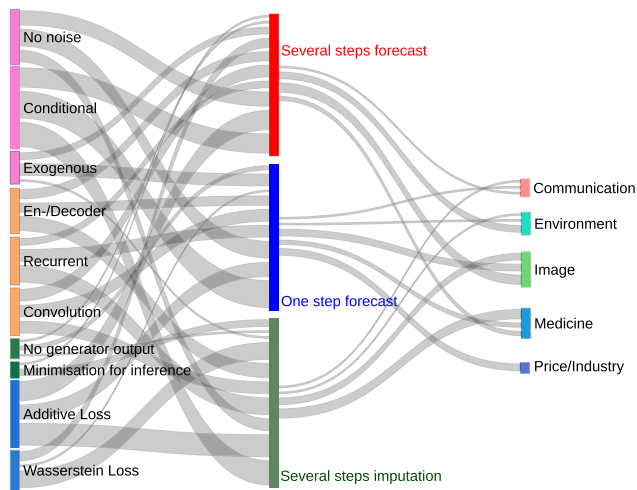 No noise
Conditional
Exogenous
En-/Decoder
Recurrent
Convolution
No generator output
Minimisation for inference
Additive Loss
Wasserstein Loss
Several steps forecast
One step forecast
Several steps imputation
Communication
Environment
Image
Medicine
Price/Industry